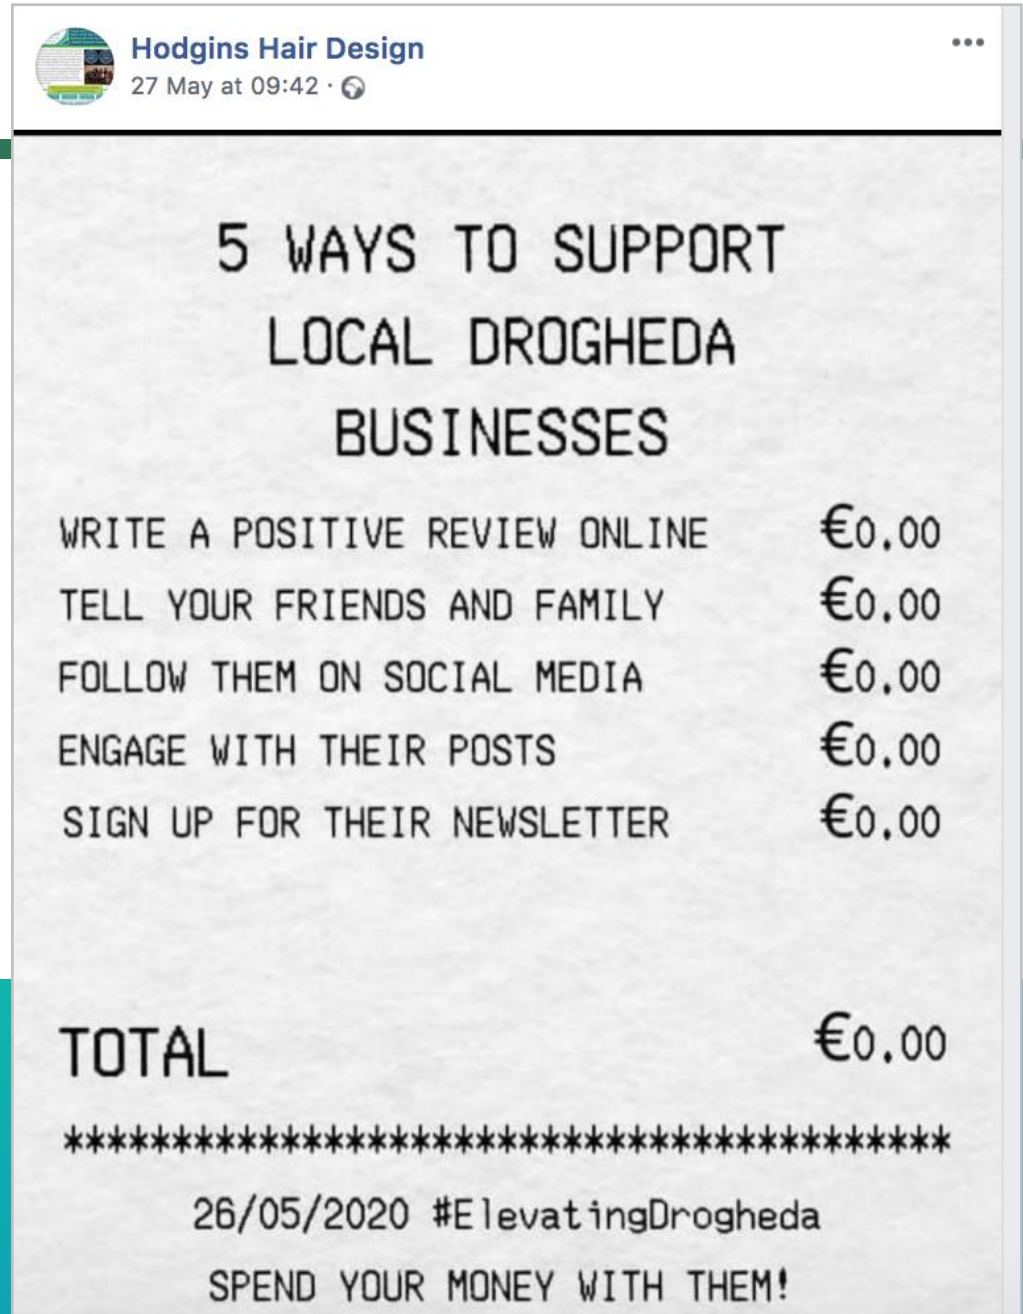 Hodgins Hair Design
27 May at 09:42 ·
5 WAYS TO SUPPORT
LOCAL DROGHEDA
BUSINESSES
WRITE A POSITIVE REVIEW ONLINE €0.00
TELL YOUR FRIENDS AND FAMILY €0.00
FOLLOW THEM ON SOCIAL MEDIA €0.00
ENGAGE WITH THEIR POSTS €0.00
SIGN UP FOR THEIR NEWSLETTER €0.00
TOTAL €0.00
*****************************************
26/05/2020 #ElevatingDrogheda
SPEND YOUR MONEY WITH THEM!